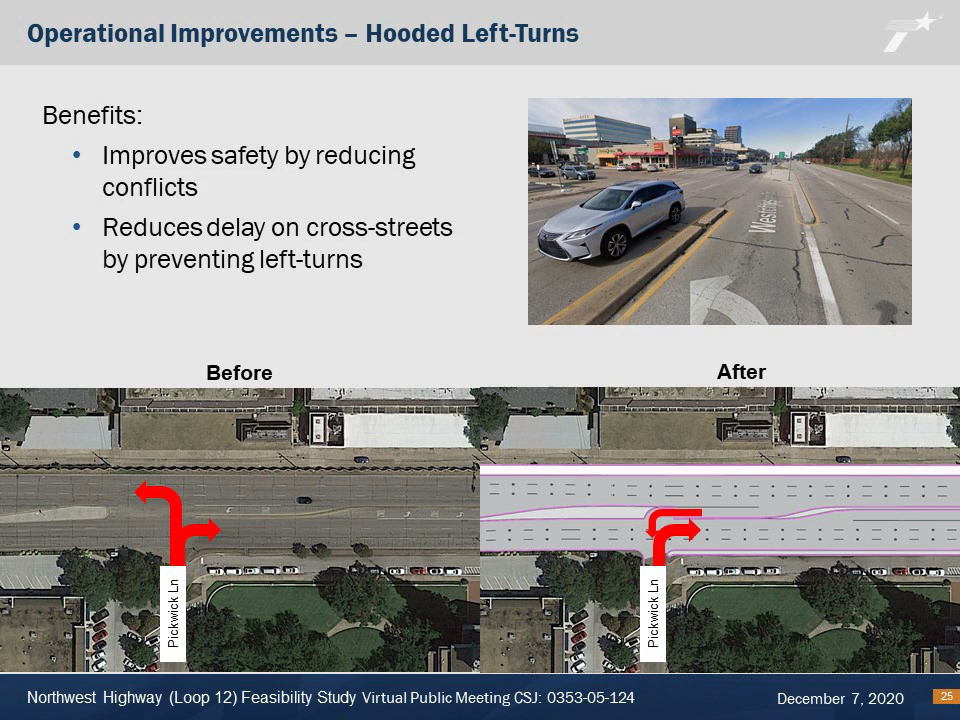 Operational Improvements – Hooded Left-Turns
Benefits:
• Improves safety by reducing
conflicts
• Reduces delay on cross-streets
by preventing left-turns
Westchester
Before
After
Pickwick Ln
Pickwick Ln
Northwest Highway (Loop 12) Feasibility Study Virtual Public Meeting CSJ: 0353-05-124
December 7, 2020
25